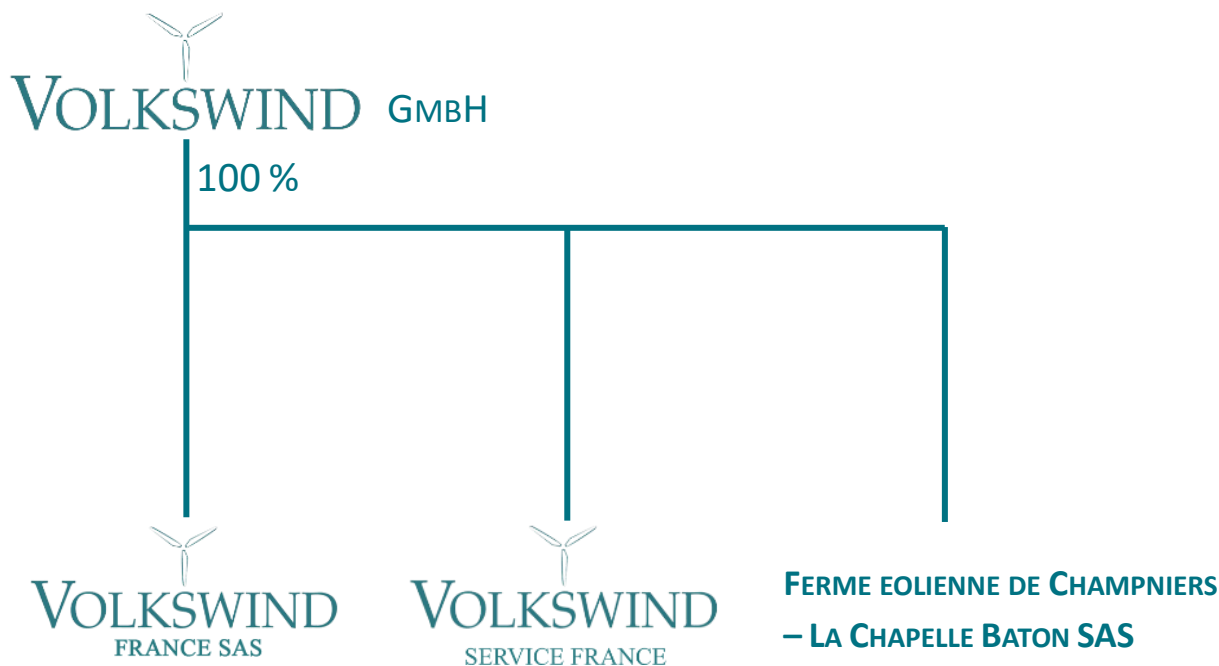 VOLKSWIND GMBH
100 %
VOLKSWIND
FRANCE SAS
VOLKSWIND
SERVICE FRANCE
FERME EOLIENNE DE CHAMPNIERS
– LA CHAPELLE BATON SAS